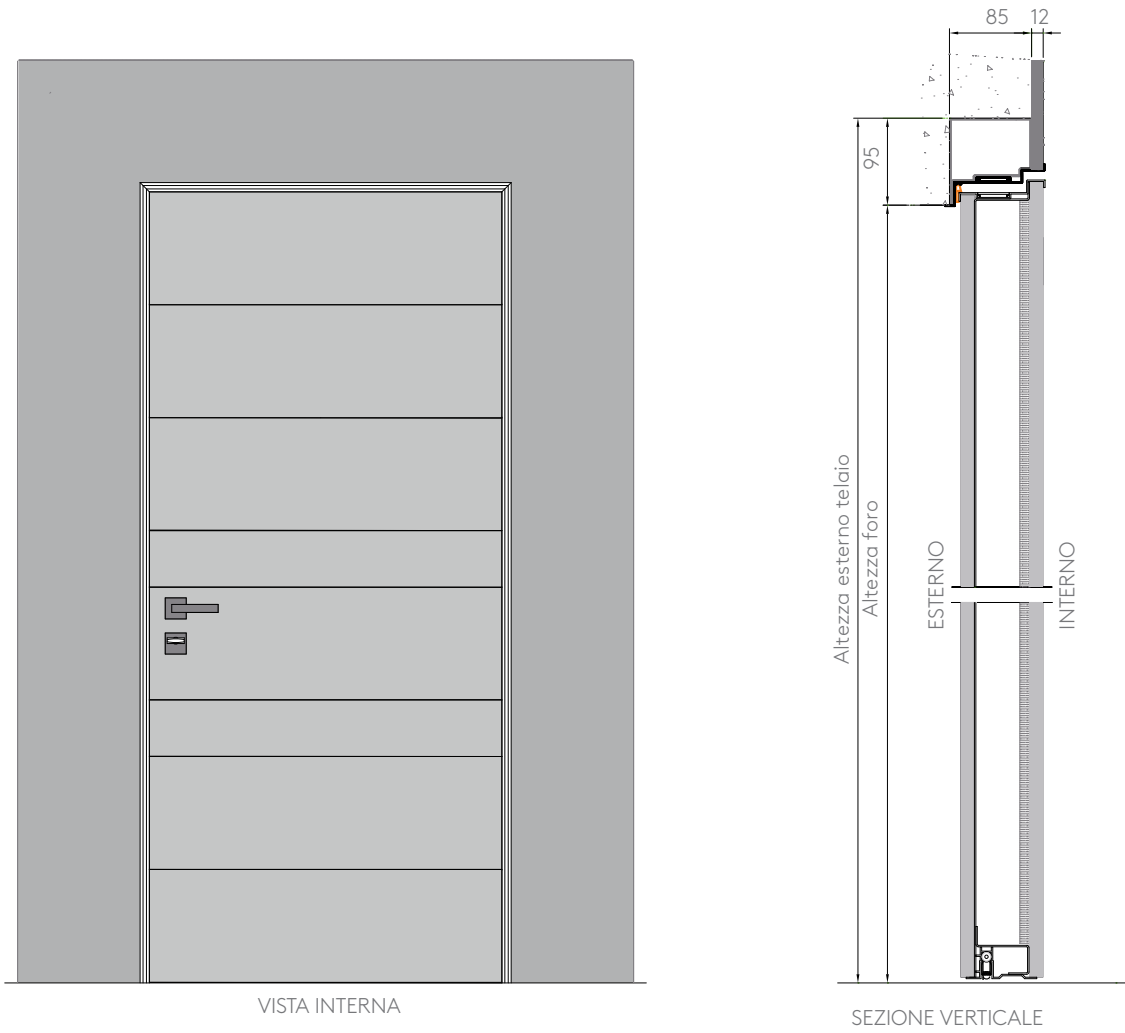 85 12
95
Altezza esterno telaio
Altezza foro
ESTERNO
INTERNO
VISTA INTERNA
SEZIONE VERTICALE